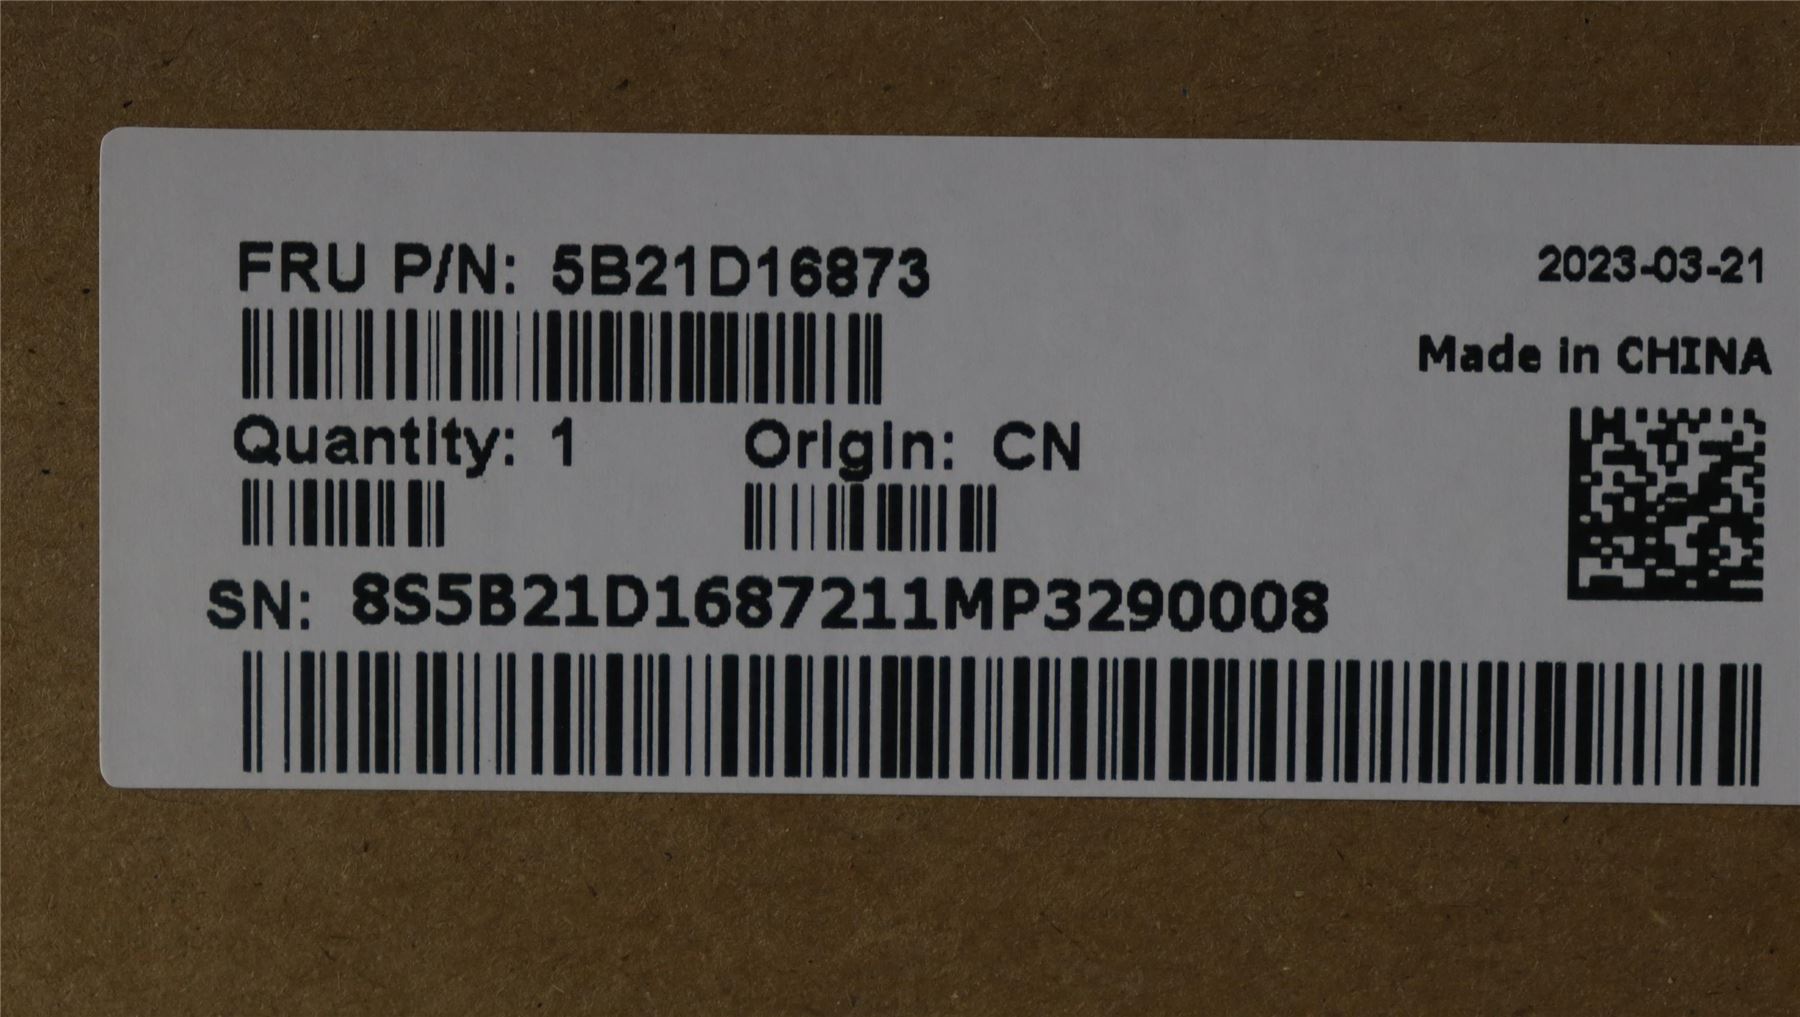 FRU P/N: 5B21D16873
2023-03-21
Made in CHINA
Quantity: 1
Origin: CN
SN: 8S5B21D1687211MP3290008